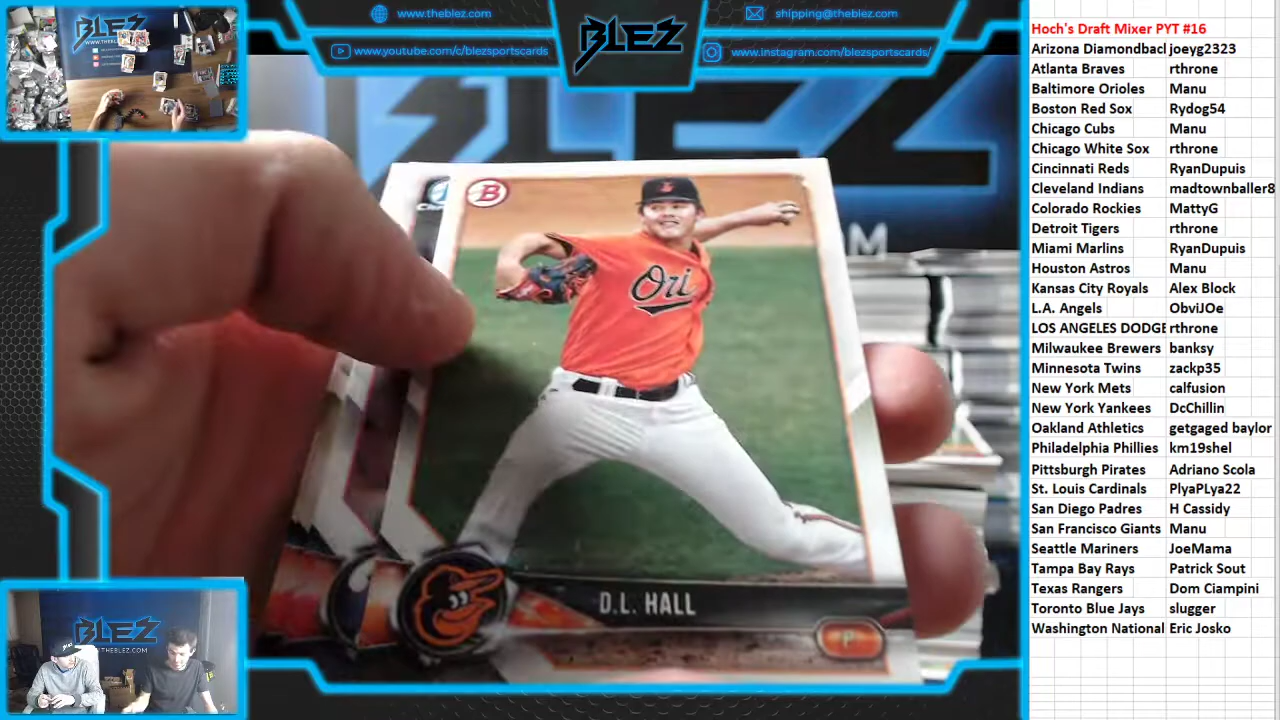 www.theblez.com
www.youtube.com/c/blezsportscards
BLEZ
shipping@theblez.com
www.instagram.com/blezsportscards/
B
Ori
D.L. HALL
P
M
BLEZ
Hoch's Draft Mixer PYT #16
Arizona Diamondbacl joeyg2323
Atlanta Braves rthrone
Baltimore Orioles Manu
Boston Red Sox Rydog54
Chicago Cubs Manu
Chicago White Sox rthrone
Cincinnati Reds RyanDupuis
Cleveland Indians madtownballer8
Colorado Rockies MattyG
Detroit Tigers rthrone
Miami Marlins RyanDupuis
Houston Astros Manu
Kansas City Royals Alex Block
L.A. Angels ObviJOe
LOS ANGELES DODGE rthrone
Milwaukee Brewers banksy
Minnesota Twins zackp35
New York Mets calfusion
New York Yankees DcChillin
Oakland Athletics getgaged baylor
Philadelphia Phillies km19shel
Pittsburgh Pirates Adriano Scola
St. Louis Cardinals PlyaPLya22
San Diego Padres H Cassidy
San Francisco Giants Manu
Seattle Mariners JoeMama
Tampa Bay Rays Patrick Sout
Texas Rangers Dom Ciampini
Toronto Blue Jays slugger
Washington National Eric Josko